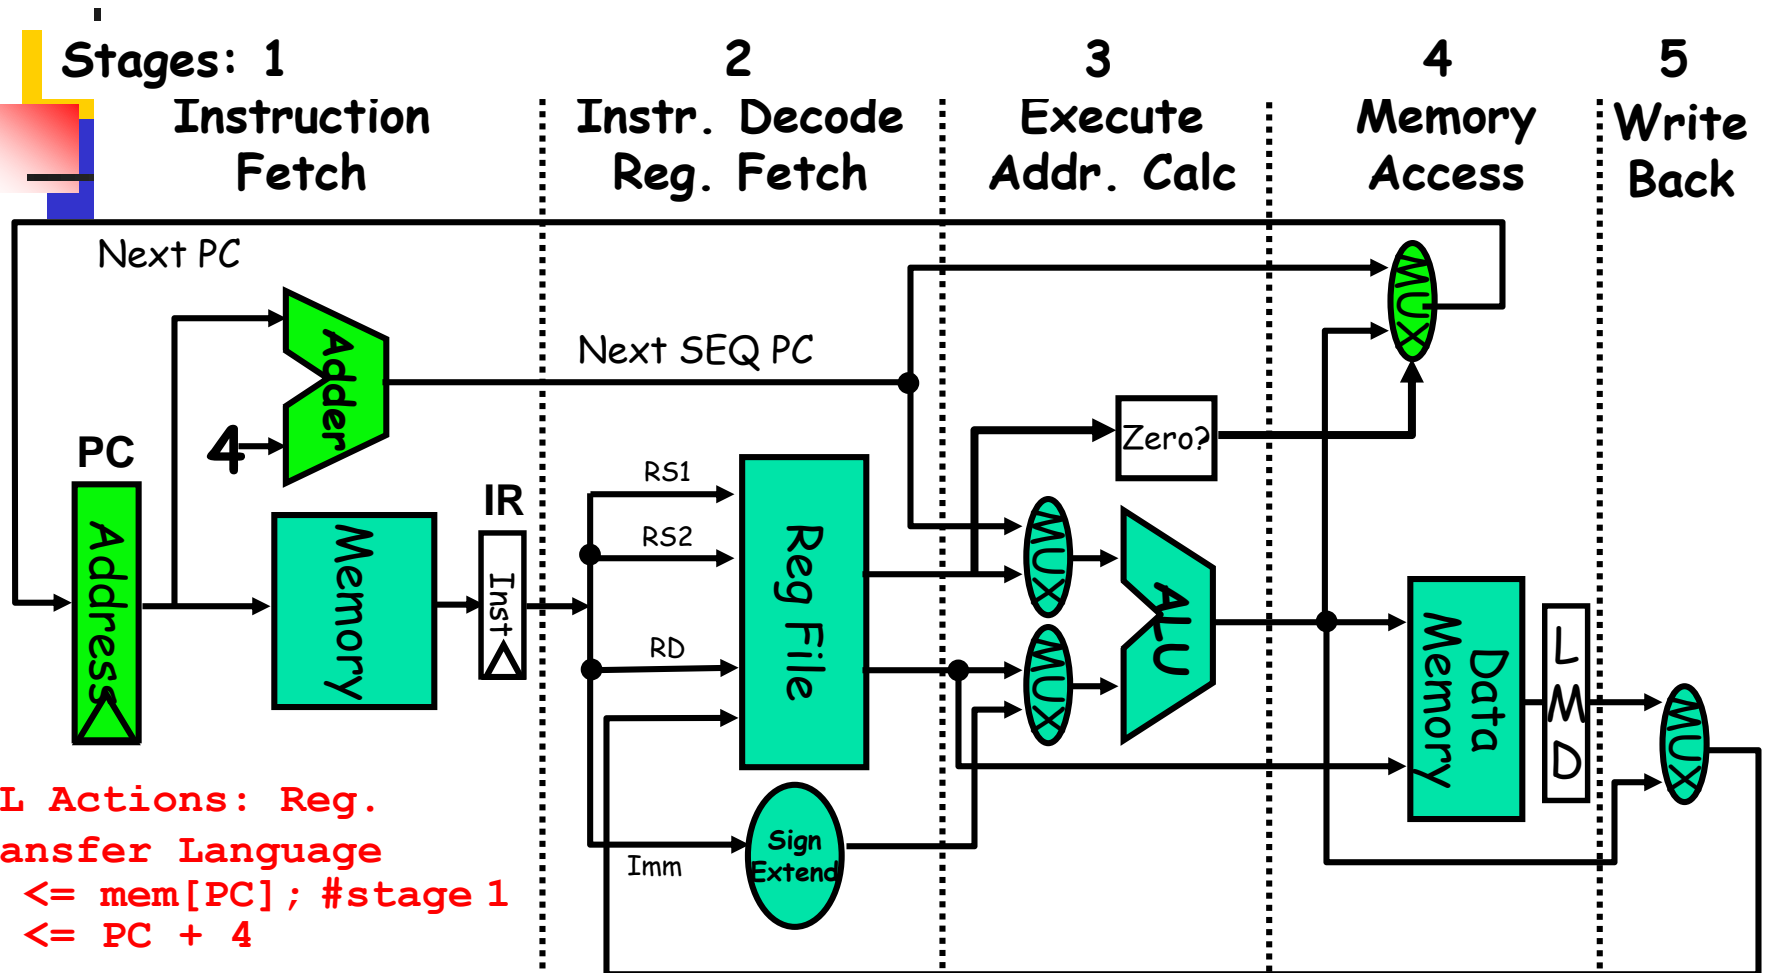 Stages: 1 2 3 4 5
Instruction Fetch
Instr. Decode Reg. Fetch
Execute Addr. Calc
Memory Access
Write Back
Next PC
Adder
4
Next SEQ PC
MUX
Zero?
PC
Address
Memory
IR
Inst
RS1
RS2
RD
Imm
Reg File
Sign
Extend
MUX
MUX
ALU
Data
Memory
LMD
MUX
L Actions: Reg.
ansfer Language
<= mem[PC]; #stage 1
<= PC + 4